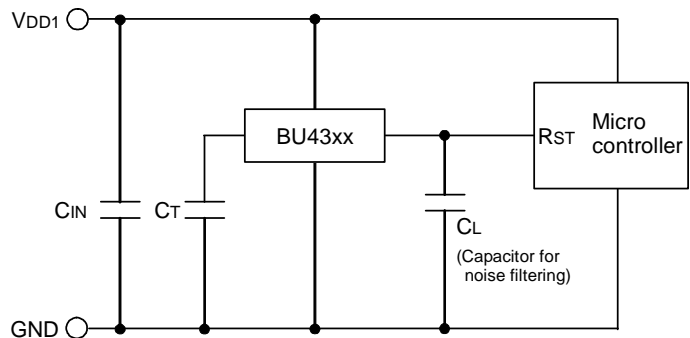 VDD1
BU43xx
RST
Micro
controller
CIN
CT
CL
(Capacitor for
noise filtering)
GND